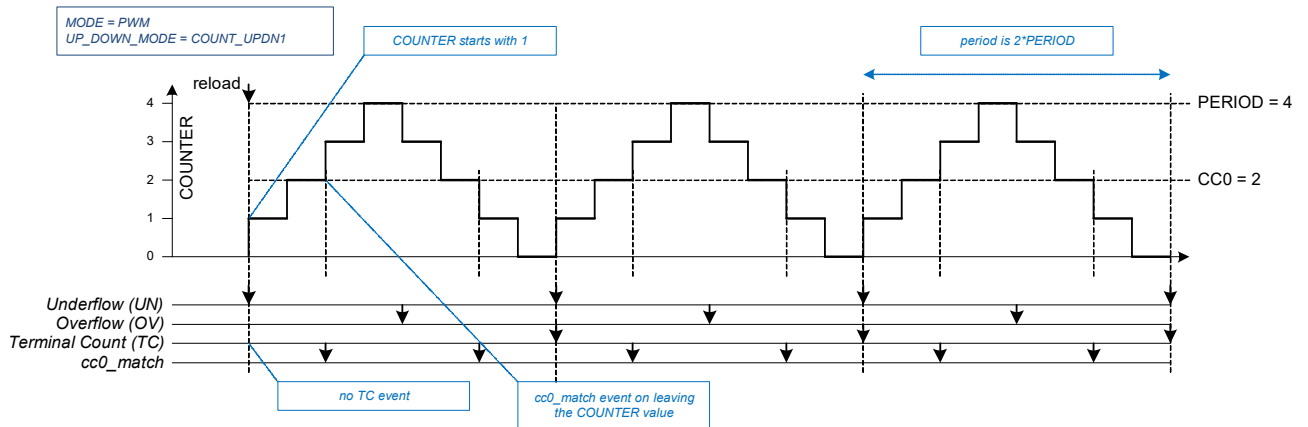 MODE = PWM
UP_DOWN_MODE = COUNT_UPDN1
COUNTER starts with 1
period is 2*PERIOD
reload
COUNTER
4
3
2
1
0
PERIOD = 4
CC0 = 2
Underflow (UN)
Overflow (OV)
Terminal Count (TC)
cc0_match
no TC event
cc0_match event on leaving
the COUNTER value